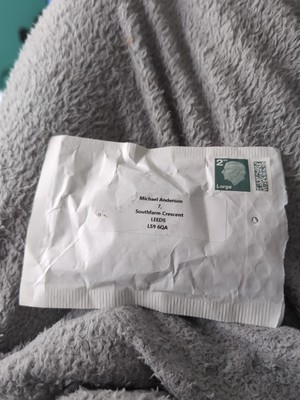 2nd
Large
Michael Anderson
7,
Southfarm Crescent
LEEDS
LS9 6QA